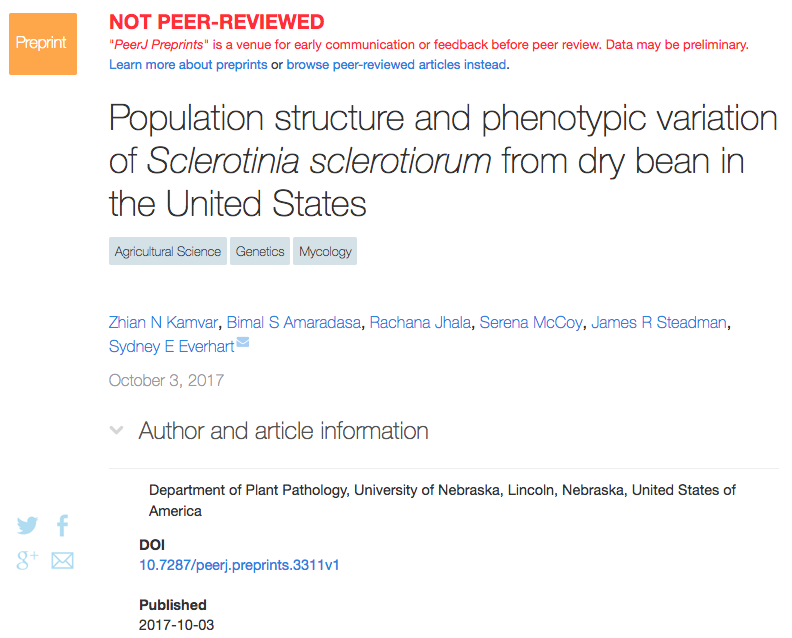 Preprint
NOT PEER-REVIEWED
"PeerJ Preprints" is a venue for early communication or feedback before peer review. Data may be preliminary.
Learn more about preprints or browse peer-reviewed articles instead.
Population structure and phenotypic variation
of Sclerotinia sclerotiorum from dry bean in
the United States
Agricultural Science Genetics Mycology
Zhian N Kamvar, Bimal S Amaradasa, Rachana Jhala, Serena McCoy, James R Steadman,
Sydney E Everhart
October 3, 2017
Author and article information
Department of Plant Pathology, University of Nebraska, Lincoln, Nebraska, United States of
America
DOI
10.7287/peerj.preprints.3311v1
Published
2017-10-03